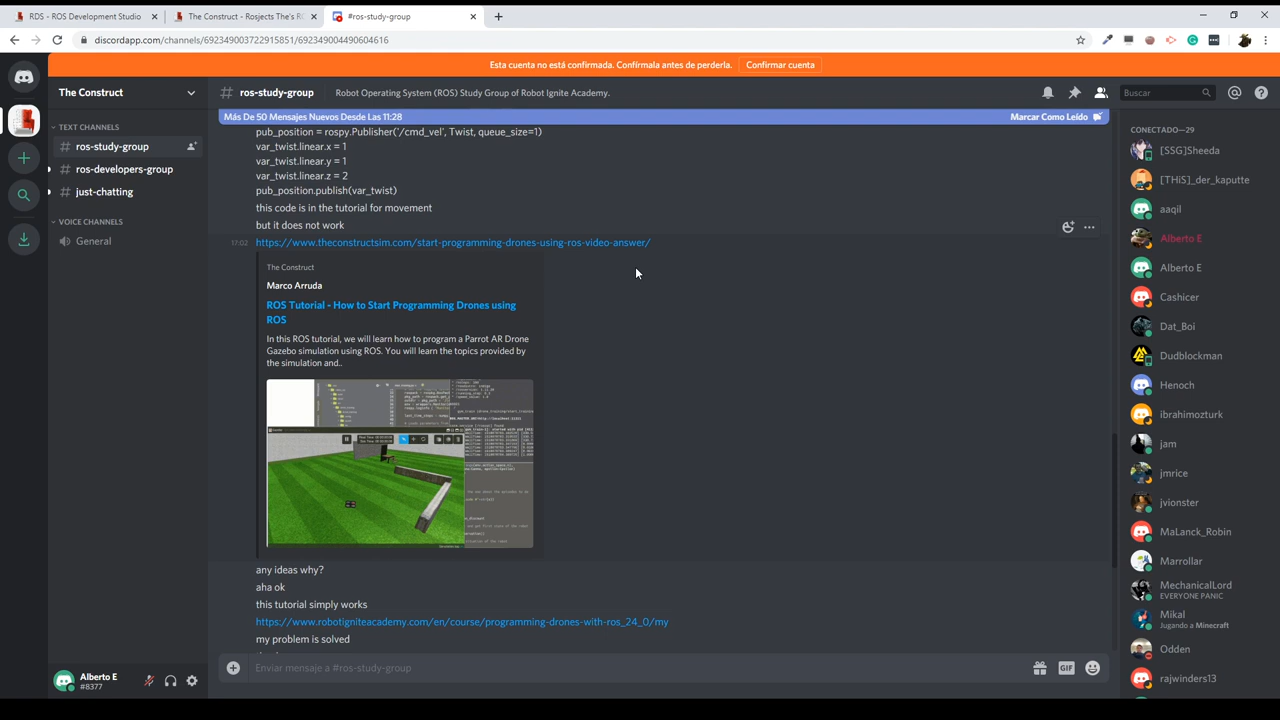 RDS - ROS Development Studio
The Construct - Rosjects The's RO
#ros-study-group
discordapp.com/channels/692349003722915851/692349004490604616
Esta cuenta no está confirmada. Confírmala antes de perderla.
Confirmar cuenta
The Construct
# ros-study-group
Robot Operating System (ROS) Study Group of Robot Ignite Academy.
Buscar
TEXT CHANNELS
# ros-study-group
# ros-developers-group
# just-chatting
VOICE CHANNELS
General
Más De 50 Mensajes Nuevos Desde Las 11:28
Marcar Como Leído
pub_position = rospy.Publisher('/cmd_vel', Twist, queue_size=1)
var_twist.linear.x = 1
var_twist.linear.y = 1
var_twist.linear.z = 2
pub_position.publish(var_twist)
this code is in the tutorial for movement
but it does not work
17:02
https://www.theconstructsim.com/start-programming-drones-using-ros-video-answer/
The Construct
Marco Arruda
ROS Tutorial - How to Start Programming Drones using
ROS
In this ROS tutorial, we will learn how to program a Parrot AR Drone
Gazebo simulation using ROS. You will learn the topics provided by
the simulation and..
any ideas why?
aha ok
this tutorial simply works
https://www.robotigniteacademy.com/en/course/programming-drones-with-ros_24_0/my
my problem is solved
Enviar mensaje a #ros-study-group
GIF
Alberto E
#8377
CONECTADO—29
[SSG]Sheeda
[THiS]_der_kaputte
aaqil
Alberto E
Alberto E
Cashicer
Dat_Boi
Dudblockman
Henoch
ibrahimozturk
jam
jmrice
jvionster
MaLanck_Robin
Marrollar
MechanicalLord
EVERYONE PANIC
Mikal
Jugando a Minecraft
Odden
rajwinders13